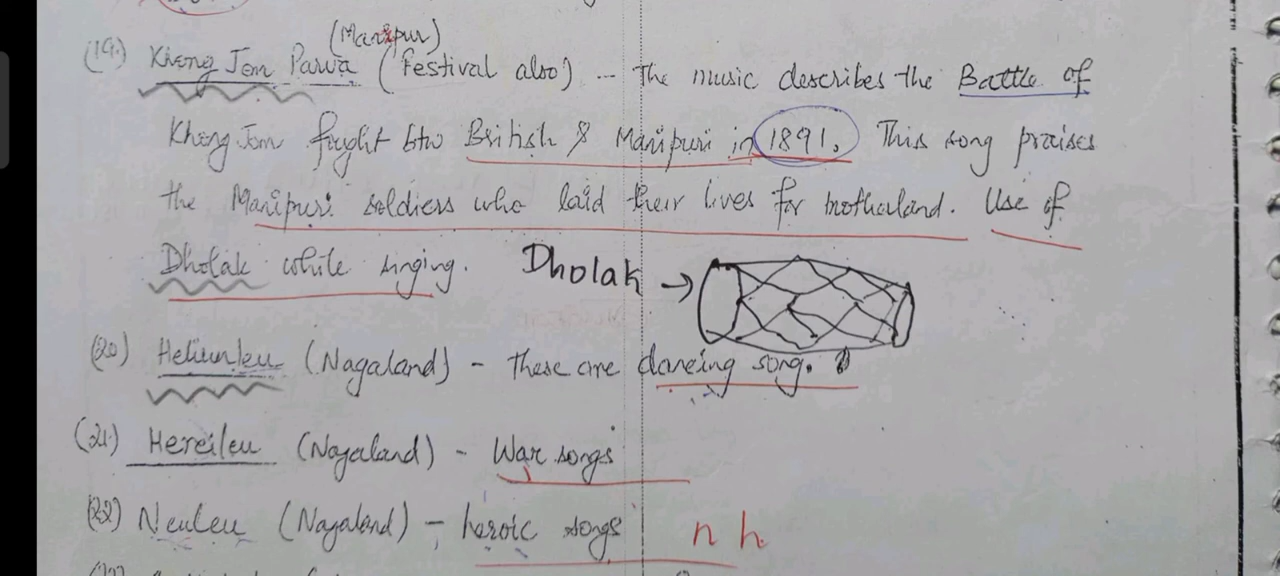 (Manipur)
(19.) Khong Jom Parva (festival also) -- The music describes the Battle of
Khong Jom fught btw British & Manipuri in 1891. This song praises
the Manipuri soldiers who laid their lives for motherland. Use of
Dholak while singing. Dholak →
(20) Heliunleu (Nagaland) - These are dancing song.
(21) Hereileu (Nagaland) - War songs
(22) Neuleu (Nagaland) - heroic songs n h